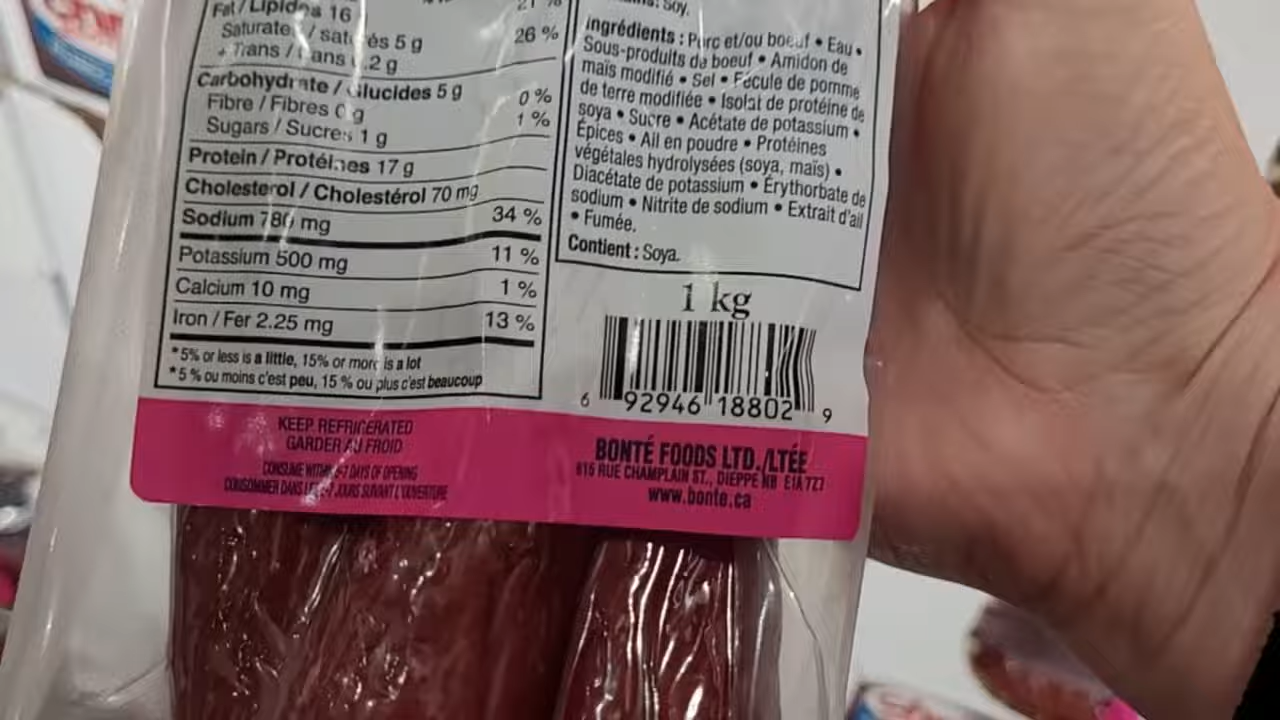 Fat / Lipides 16
21 %
Saturated / saturés 5 g
+ Trans / trans .2 g
26 %
Carbohydrate / Glucides 5 g
Fibre / Fibres 0 g
0 %
Sugars / Sucres 1 g
1 %
Protein / Protéines 17 g
Cholesterol / Cholestérol 70 mg
Sodium 780 mg
34 %
Potassium 500 mg
11 %
Calcium 10 mg
1 %
Iron / Fer 2.25 mg
13 %
*5% or less is a little, 15% or more is a lot
*5 % ou moins c'est peu, 15 % ou plus c'est beaucoup
Soy.
Ingrédients : Porc et/ou boeuf • Eau •
Sous-produits de boeuf • Amidon de
maïs modifié • Sel • Fécule de pomme
de terre modifiée • Isolat de protéine de
soya • Sucre • Acétate de potassium •
Épices • Ail en poudre • Protéines
végétales hydrolysées (soya, maïs) •
Diacétate de potassium • Érythorbate de
sodium • Nitrite de sodium • Extrait d'ail
• Fumée.
Contient : Soya.
1 kg
6 92946 18802 9
KEEP REFRIGERATED
GARDER AU FROID
CONSUME WITHIN 5-7 DAYS OF OPENING
CONSOMMER DANS LES 5-7 JOURS SUIVANT L'OUVERTURE
BONTÉ FOODS LTD./LTÉE
615 RUE CHAMPLAIN ST., DIEPPE NB E1A 7Z7
www.bonte.ca